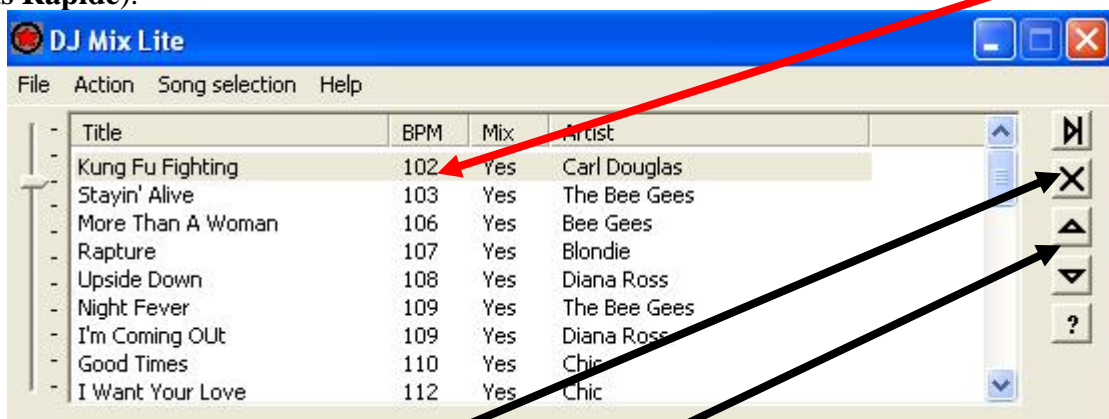 s Rapide).
DJ Mix Lite
File Action Song selection Help
Title BPM Mix Artist
Kung Fu Fighting 102 Yes Carl Douglas
Stayin' Alive 103 Yes The Bee Gees
More Than A Woman 106 Yes Bee Gees
Rapture 107 Yes Blondie
Upside Down 108 Yes Diana Ross
Night Fever 109 Yes The Bee Gees
I'm Coming OUt 109 Yes Diana Ross
Good Times 110 Yes Chic
I Want Your Love 112 Yes Chic
?